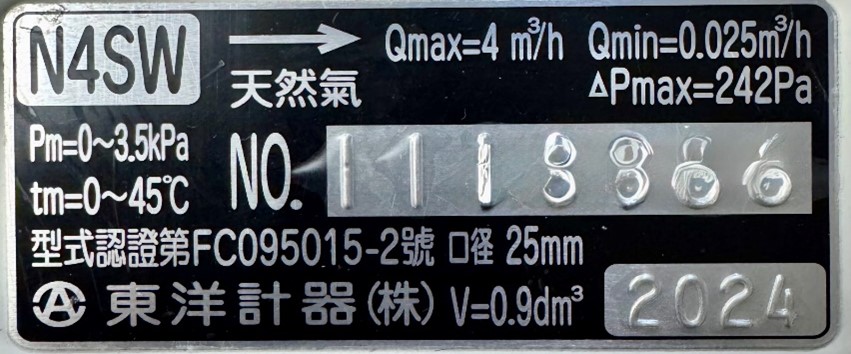 N4SW → Qmax=4 m³/h Qmin=0.025m³/h
天然氣 △Pmax=242Pa
Pm=0～3.5kPa
tm=0～45℃
NO. 1118866
型式認證第FC095015-2號 口径 25mm
東洋計器(株) V=0.9dm³ 2024